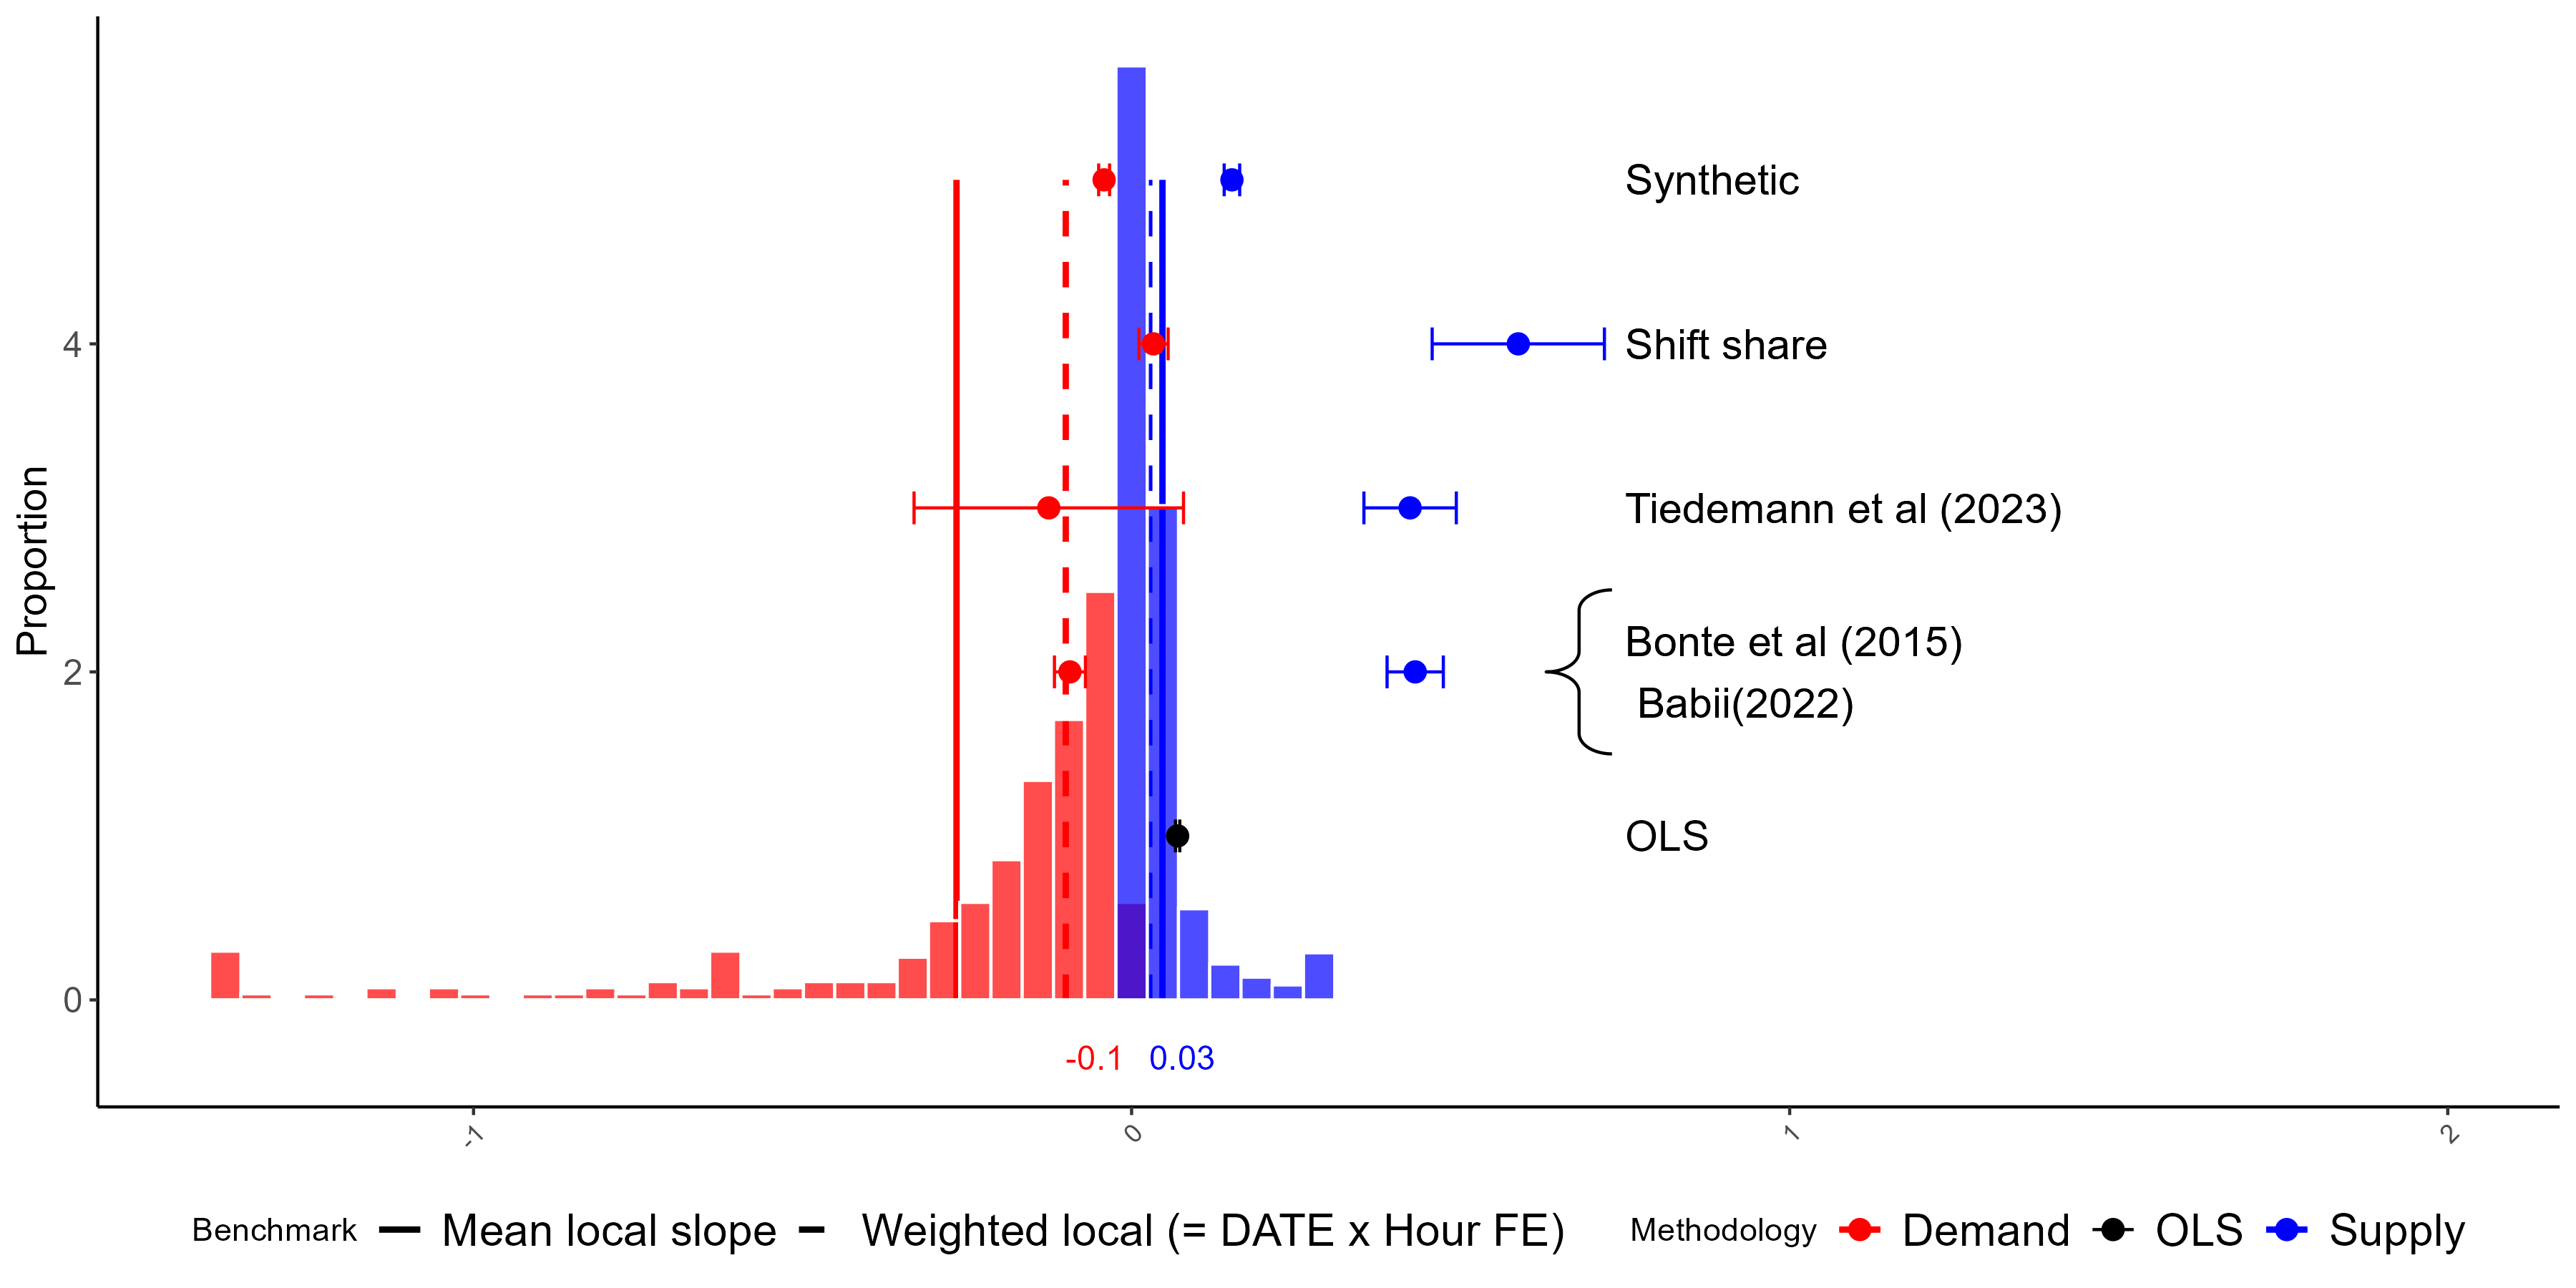 Proportion
4
2
0
Synthetic
Shift share
Tiedemann et al (2023)
Bonte et al (2015)
Babii(2022)
OLS
-0.1
0.03
-1
0
1
2
Benchmark Mean local slope Weighted local (= DATE x Hour FE) Methodology Demand OLS Supply